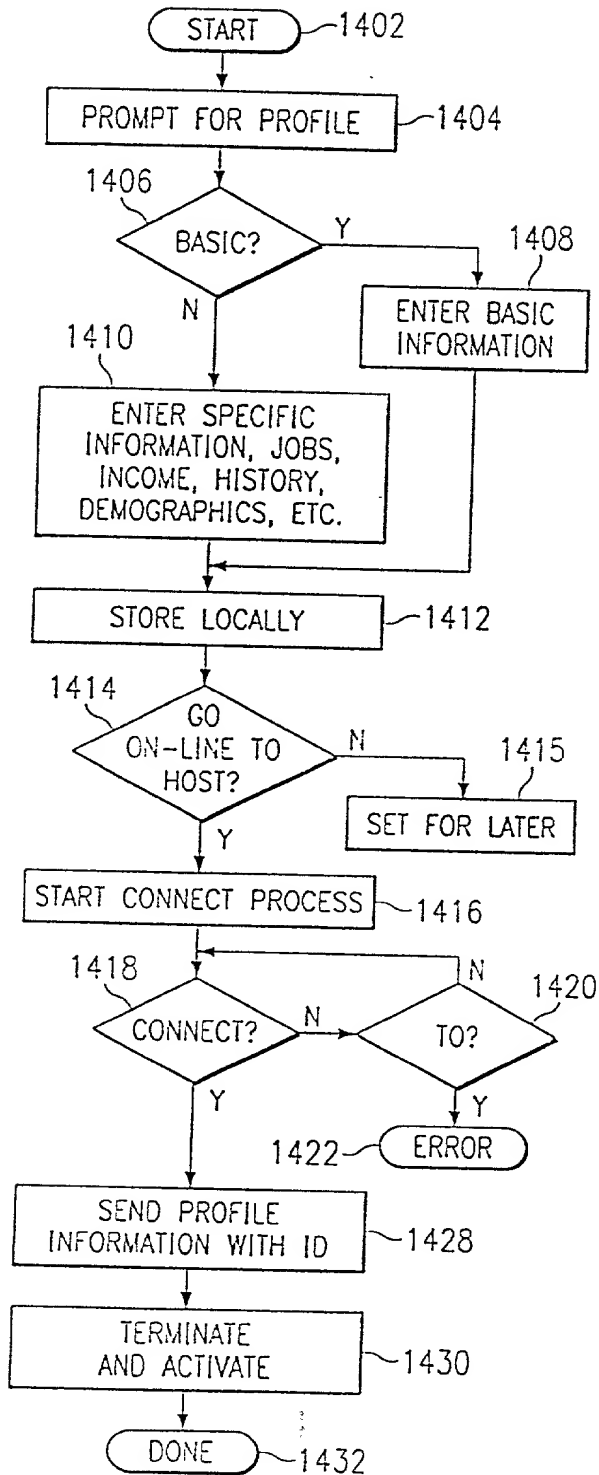 START
1402
PROMPT FOR PROFILE
1404
1406
BASIC?
Y
N
1408
ENTER BASIC
INFORMATION
1410
ENTER SPECIFIC
INFORMATION, JOBS,
INCOME, HISTORY,
DEMOGRAPHICS, ETC.
STORE LOCALLY
1412
1414
GO
ON-LINE TO
HOST?
N
Y
1415
SET FOR LATER
START CONNECT PROCESS
1416
1418
CONNECT?
N
Y
1420
TO?
N
Y
1422
ERROR
SEND PROFILE
INFORMATION WITH ID
1428
TERMINATE
AND ACTIVATE
1430
DONE
1432